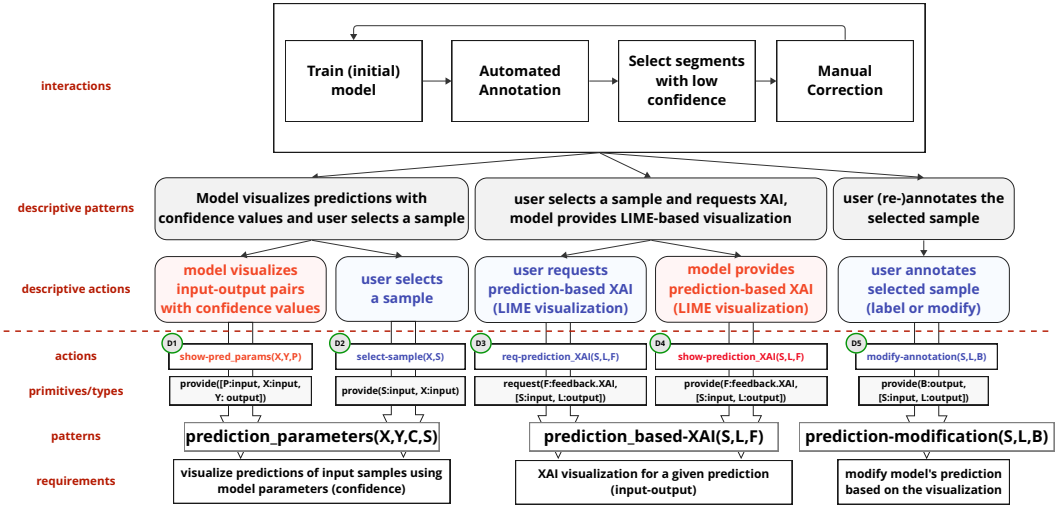 interactions
Train (initial)
model
Automated
Annotation
Select segments
with low
confidence
Manual
Correction
descriptive patterns
Model visualizes predictions with
confidence values and user selects a sample
user selects a sample and requests XAI,
model provides LIME-based visualization
user (re-)annotates the
selected sample
descriptive actions
model visualizes
input-output pairs
with confidence values
user selects
a sample
user requests
prediction-based XAI
(LIME visualization)
model provides
prediction-based XAI
(LIME visualization)
user annotates
selected sample
(label or modify)
actions
D1
show-pred_params(X,Y,P)
D2
select-sample(X,S)
D3
req-prediction_XAI(S,L,F)
D4
show-prediction_XAI(S,L,F)
D5
modify-annotation(S,L,B)
primitives/types
provide([P:input, X:input,
Y: output])
provide(S:input, X:input)
request(F:feedback.XAI,
[S:input, L:output])
provide(F:feedback.XAI,
[S:input, L:output])
provide(B:output,
[S:input, L:output])
patterns
prediction_parameters(X,Y,C,S)
prediction_based-XAI(S,L,F)
prediction-modification(S,L,B)
requirements
visualize predictions of input samples using
model parameters (confidence)
XAI visualization for a given prediction
(input-output)
modify model's prediction
based on the visualization